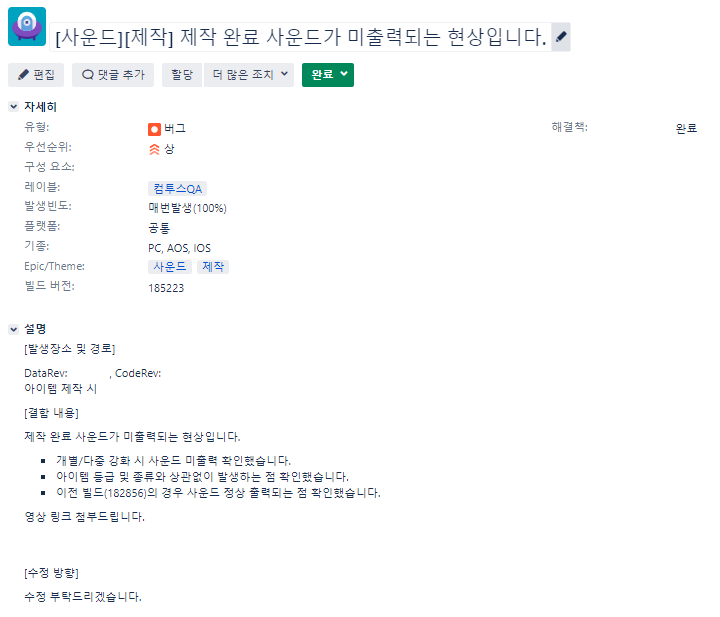 [사운드][제작] 제작 완료 사운드가 미출력되는 현상입니다.
편집 댓글 추가 할당 더 많은 조치 완료
자세히
유형: 버그 해결책: 완료
우선순위: 상
구성 요소:
레이블: 컴투스QA
발생빈도: 매번발생(100%)
플랫폼: 공통
기종: PC, AOS, IOS
Epic/Theme: 사운드 제작
빌드 버전: 185223
설명
[발생장소 및 경로]
DataRev: , CodeRev:
아이템 제작 시
[결함 내용]
제작 완료 사운드가 미출력되는 현상입니다.
개별/다중 강화 시 사운드 미출력 확인했습니다.
아이템 등급 및 종류와 상관없이 발생하는 점 확인했습니다.
이전 빌드(182856)의 경우 사운드 정상 출력되는 점 확인했습니다.
영상 링크 첨부드립니다.
[수정 방향]
수정 부탁드리겠습니다.